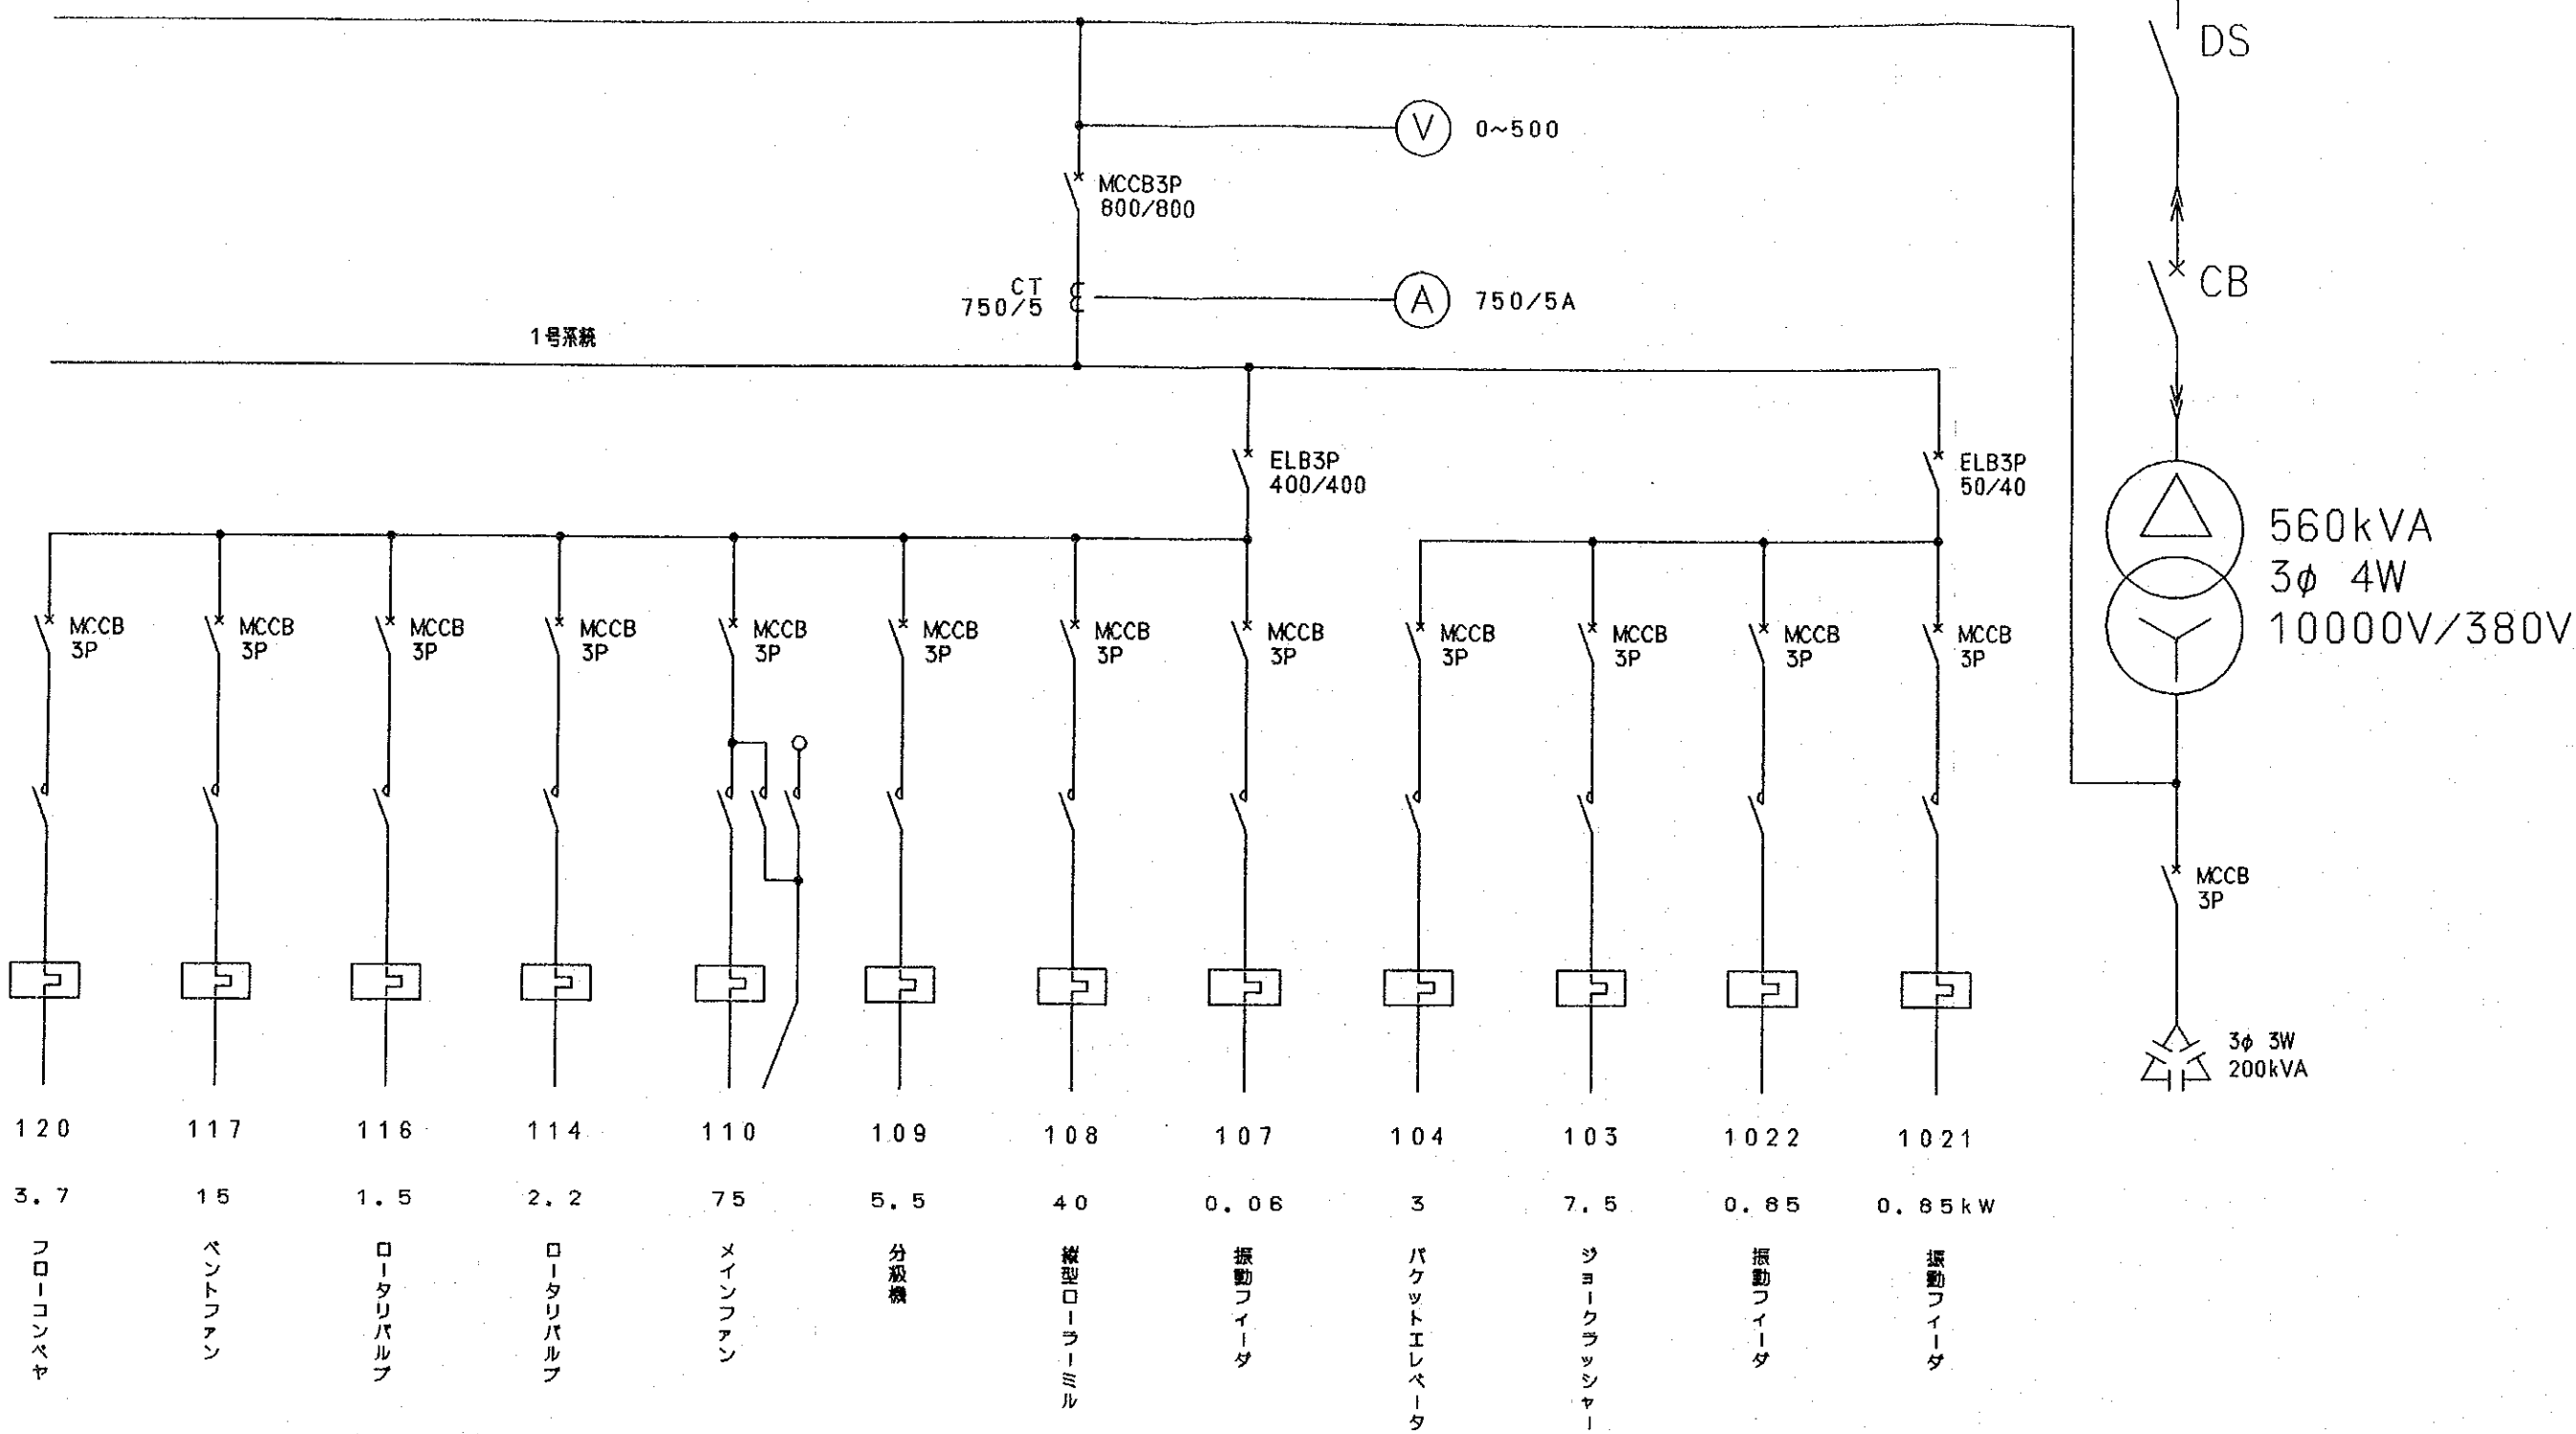 DS
V 0~500
MCCB3P
800/800
CB
CT
750/5
A 750/5A
1号系統
ELB3P
400/400
ELB3P
50/40
560kVA
3φ 4W
10000V/380V
MCCB
3P
MCCB
3P
MCCB
3P
MCCB
3P
MCCB
3P
MCCB
3P
MCCB
3P
MCCB
3P
MCCB
3P
MCCB
3P
MCCB
3P
MCCB
3P
MCCB
3P
3φ 3W
200kVA
120 117 116 114 110 109 108 107 104 103 1022 1021
3.7 15 1.5 2.2 75 5.5 40 0.06 3 7.5 0.85 0.85kW
フローコンベヤ
ベントファン
ロータリバルブ
ロータリバルブ
メインファン
分級機
縦型ローラーミル
振動フィーダ
バケットエレベータ
ジョークラッシャー
振動フィーダ
振動フィーダ